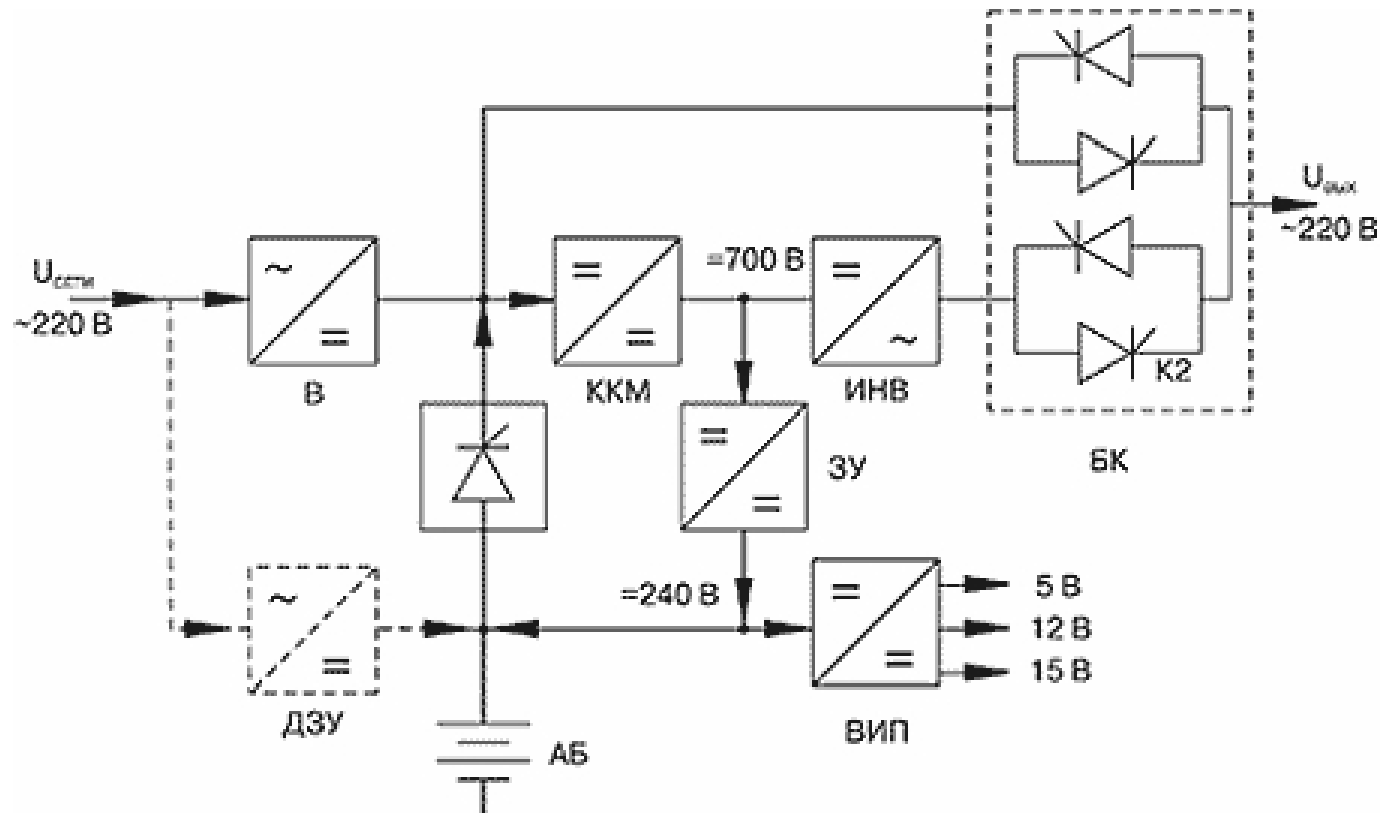 Uсети
~220 В
В
ККМ
=700 В
ИНВ
К2
БК
Uвых
~220 В
ЗУ
=240 В
5 В
12 В
15 В
ДЗУ
АБ
ВИП